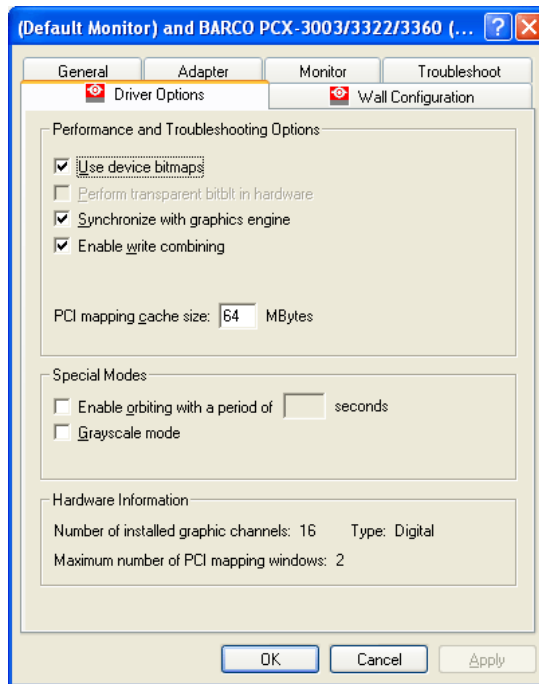 (Default Monitor) and BARCO PCX-3003/3322/3360 (...
General Adapter Monitor Troubleshoot
Driver Options Wall Configuration
Performance and Troubleshooting Options
Use device bitmaps
Perform transparent bitblt in hardware
Synchronize with graphics engine
Enable write combining
PCI mapping cache size: 64 MBytes
Special Modes
Enable orbiting with a period of seconds
Grayscale mode
Hardware Information
Number of installed graphic channels: 16 Type: Digital
Maximum number of PCI mapping windows: 2
OK Cancel Apply